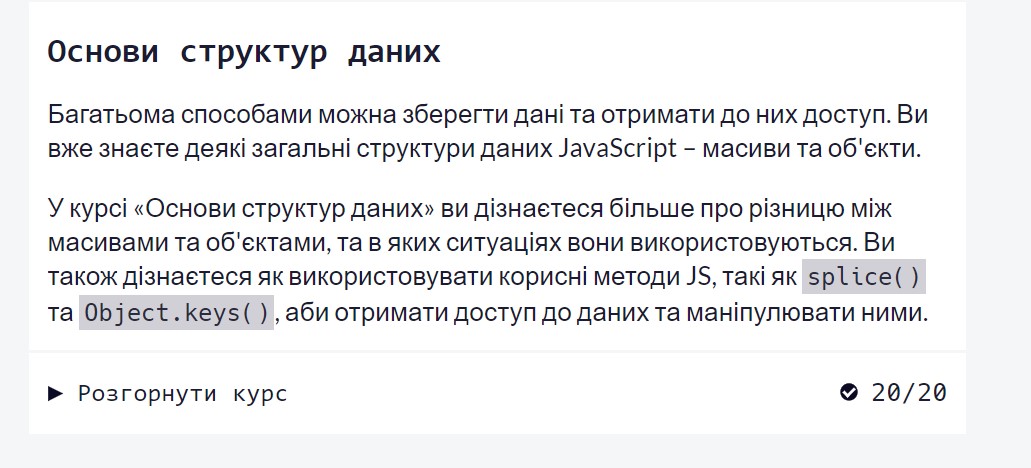 Основи структур даних
Багатьома способами можна зберегти дані та отримати до них доступ. Ви
вже знаєте деякі загальні структури даних JavaScript – масиви та об'єкти.
У курсі «Основи структур даних» ви дізнаєтеся більше про різницю між
масивами та об'єктами, та в яких ситуаціях вони використовуються. Ви
також дізнаєтеся як використовувати корисні методи JS, такі як splice()
та Object.keys(), аби отримати доступ до даних та маніпулювати ними.
Розгорнути курс 20/20